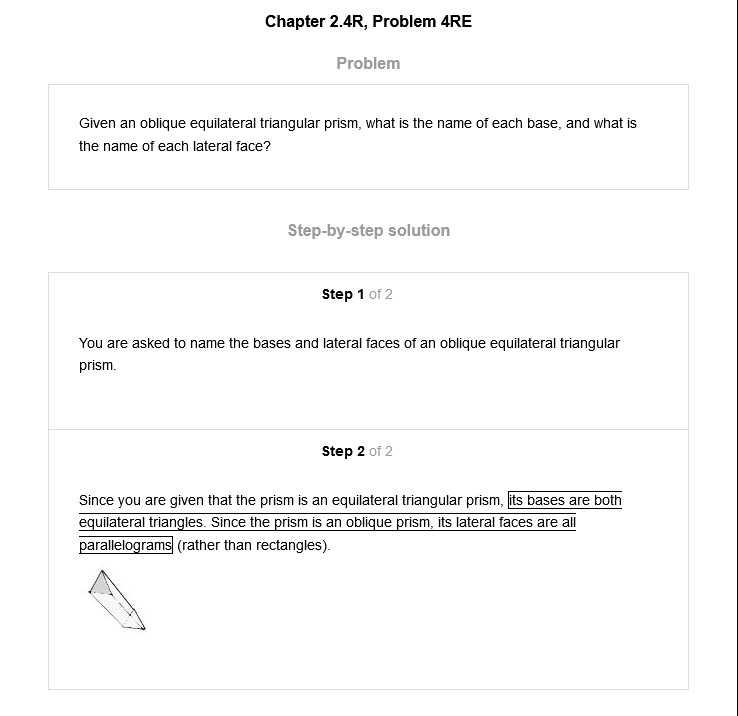 Chapter 2.4R, Problem 4RE
Problem
Given an oblique equilateral triangular prism, what is the name of each base, and what is
the name of each lateral face?
Step-by-step solution
Step 1 of 2
You are asked to name the bases and lateral faces of an oblique equilateral triangular
prism.
Step 2 of 2
Since you are given that the prism is an equilateral triangular prism, its bases are both
equilateral triangles. Since the prism is an oblique prism, its lateral faces are all
parallelograms (rather than rectangles).